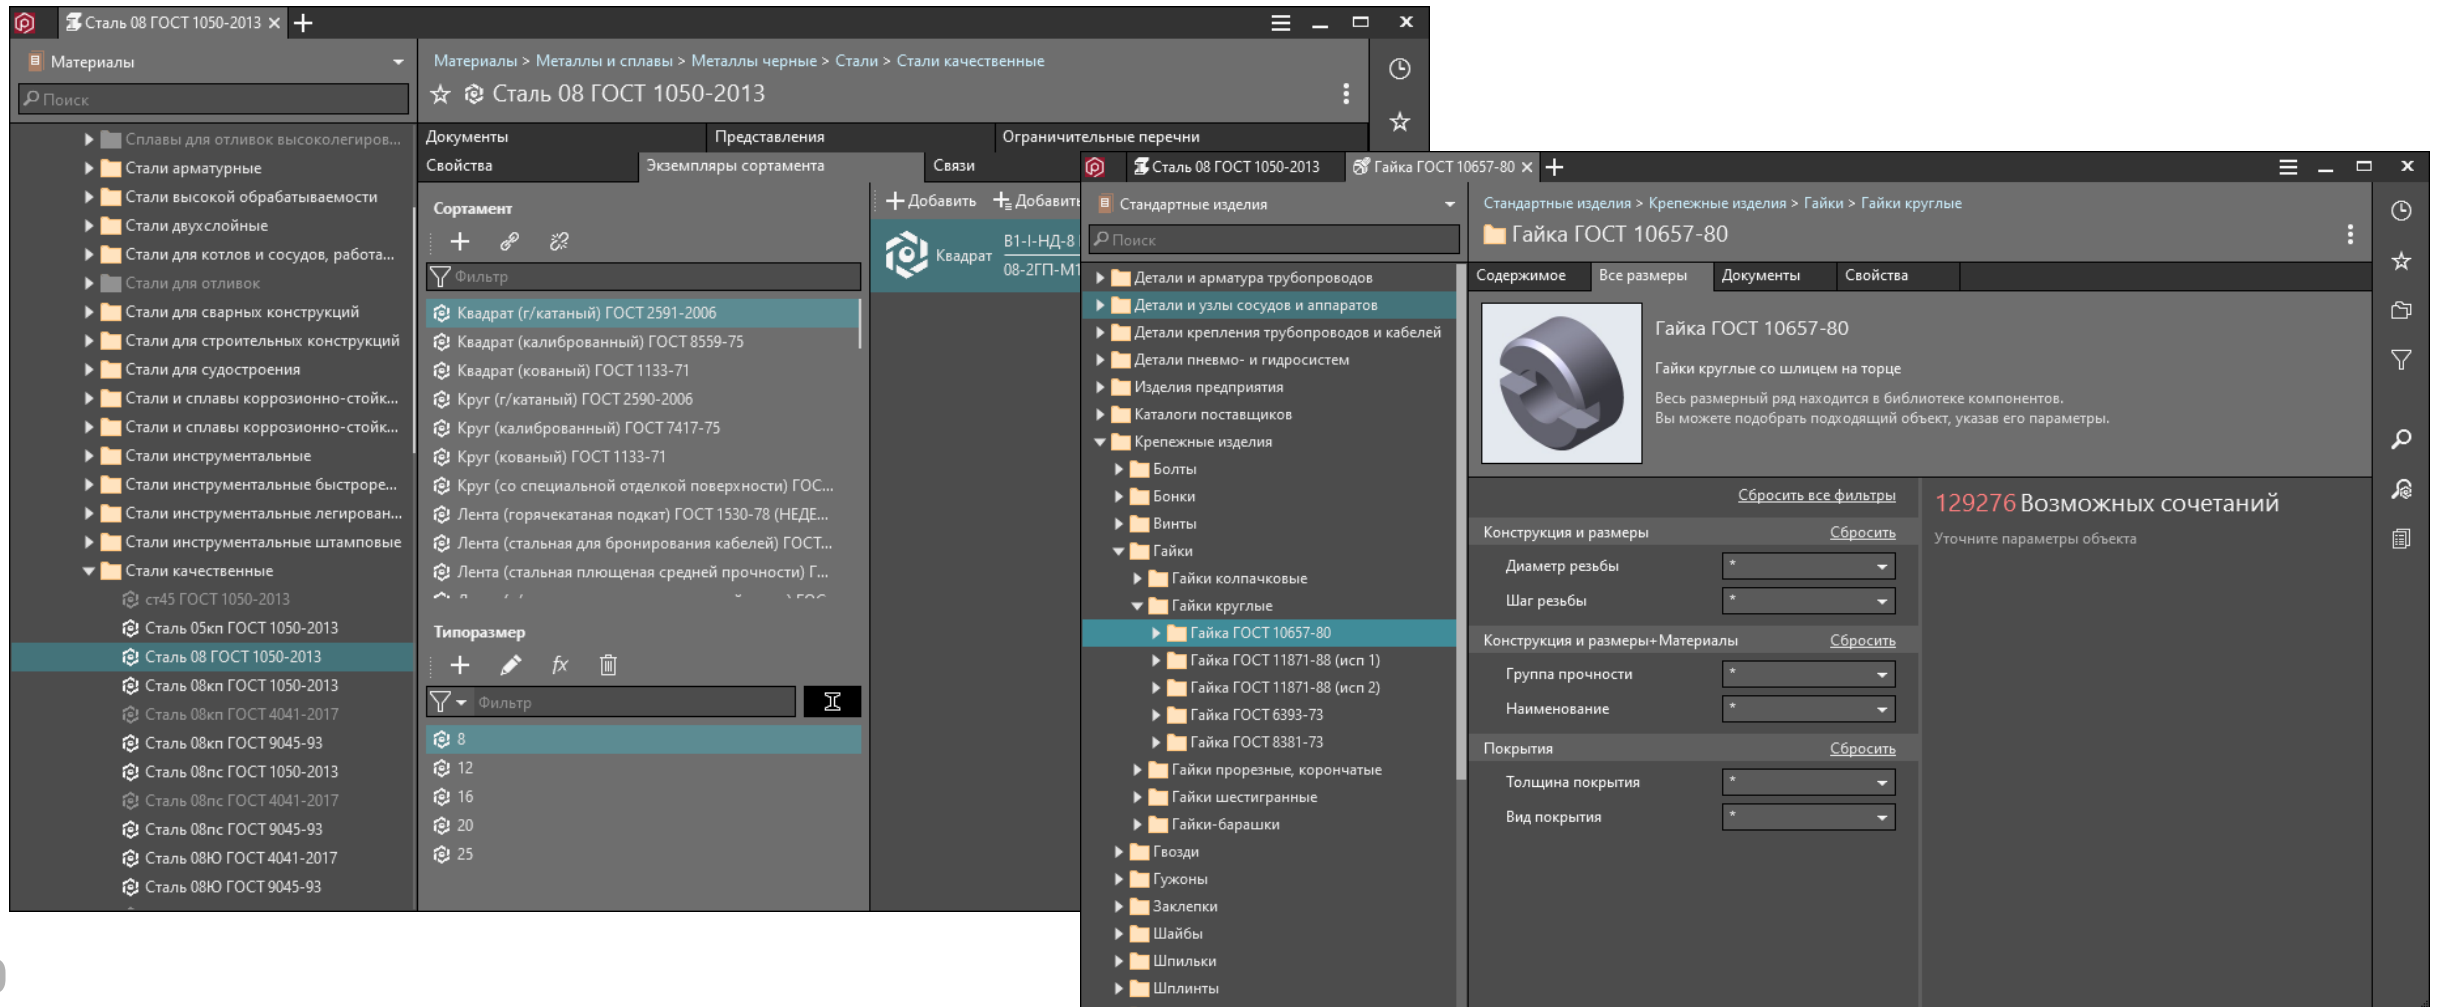 Сталь 08 ГОСТ 1050-2013
Материалы
Поиск
Сплавы для отливок высоколегиров...
Стали арматурные
Стали высокой обрабатываемости
Стали двухслойные
Стали для котлов и сосудов, работа...
Стали для отливок
Стали для сварных конструкций
Стали для строительных конструкций
Стали для судостроения
Стали и сплавы коррозионно-стойк...
Стали и сплавы коррозионно-стойк...
Стали инструментальные
Стали инструментальные быстроре...
Стали инструментальные легирован...
Стали инструментальные штамповые
Стали качественные
ст45 ГОСТ 1050-2013
Сталь 05кп ГОСТ 1050-2013
Сталь 08 ГОСТ 1050-2013
Сталь 08кп ГОСТ 1050-2013
Сталь 08кп ГОСТ 4041-2017
Сталь 08кп ГОСТ 9045-93
Сталь 08пс ГОСТ 1050-2013
Сталь 08пс ГОСТ 4041-2017
Сталь 08пс ГОСТ 9045-93
Сталь 08Ю ГОСТ 4041-2017
Сталь 08Ю ГОСТ 9045-93
Материалы > Металлы и сплавы > Металлы черные > Стали > Стали качественные
Сталь 08 ГОСТ 1050-2013
Документы Представления Ограничительные перечни
Свойства Экземпляры сортамента Связи
Сортамент
Фильтр
Квадрат (г/катаный) ГОСТ 2591-2006
Квадрат (калиброванный) ГОСТ 8559-75
Квадрат (кованый) ГОСТ 1133-71
Круг (г/катаный) ГОСТ 2590-2006
Круг (калиброванный) ГОСТ 7417-75
Круг (кованый) ГОСТ 1133-71
Круг (со специальной отделкой поверхности) ГОС...
Лента (горячекатаная подкат) ГОСТ 1530-78 (НЕДЕ...
Лента (стальная для бронирования кабелей) ГОСТ...
Лента (стальная плющеная средней прочности) Г...
Типоразмер
fx
Фильтр
8
12
16
20
25
Добавить Добавить
Квадрат
В1-I-НД-8
08-2ГП-М1
Сталь 08 ГОСТ 1050-2013 Гайка ГОСТ 10657-80
Стандартные изделия
Поиск
Детали и арматура трубопроводов
Детали и узлы сосудов и аппаратов
Детали крепления трубопроводов и кабелей
Детали пневмо- и гидросистем
Изделия предприятия
Каталоги поставщиков
Крепежные изделия
Болты
Бонки
Винты
Гайки
Гайки колпачковые
Гайки круглые
Гайка ГОСТ 10657-80
Гайка ГОСТ 11871-88 (исп 1)
Гайка ГОСТ 11871-88 (исп 2)
Гайка ГОСТ 6393-73
Гайка ГОСТ 8381-73
Гайки прорезные, корончатые
Гайки шестигранные
Гайки-барашки
Гвозди
Гужоны
Заклепки
Шайбы
Шпильки
Шплинты
Стандартные изделия > Крепежные изделия > Гайки > Гайки круглые
Гайка ГОСТ 10657-80
Содержимое Все размеры Документы Свойства
Гайка ГОСТ 10657-80
Гайки круглые со шлицем на торце
Весь размерный ряд находится в библиотеке компонентов.
Вы можете подобрать подходящий объект, указав его параметры.
Сбросить все фильтры
Конструкция и размеры Сбросить
Диаметр резьбы *
Шаг резьбы *
Конструкция и размеры+Материалы Сбросить
Группа прочности *
Наименование *
Покрытия Сбросить
Толщина покрытия *
Вид покрытия *
129276 Возможных сочетаний
Уточните параметры объекта